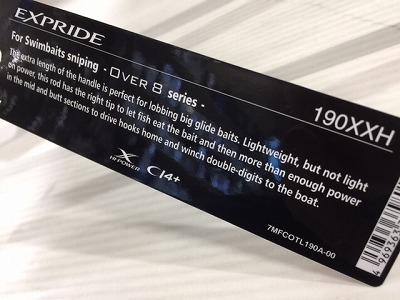 EXPRIDE
For Swimbaits sniping - OVER 8 series -
The extra length of the handle is perfect for lobbing big glide baits. Lightweight, but not light
on power, this rod has the right tip to let fish eat the bait and then more than enough power
in the mid and butt sections to drive hooks home and winch double-digits to the boat.
190XXH
X
HI-POWER
CI4+
7MFCOTL190A-00
4 969363